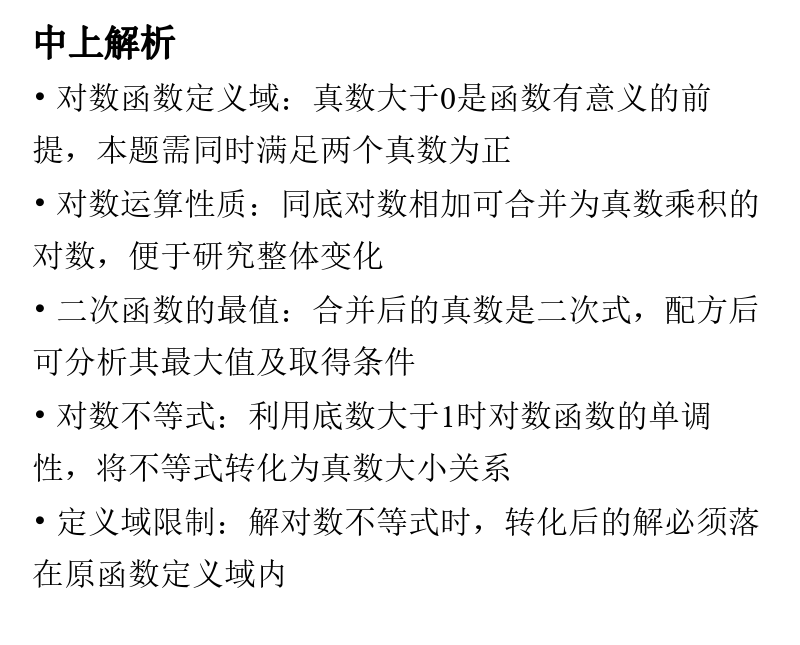 中上解析
• 对数函数定义域：真数大于0是函数有意义的前
提，本题需同时满足两个真数为正
• 对数运算性质：同底对数相加可合并为真数乘积的
对数，便于研究整体变化
• 二次函数的最值：合并后的真数是二次式，配方后
可分析其最大值及取得条件
• 对数不等式：利用底数大于1时对数函数的单调
性，将不等式转化为真数大小关系
• 定义域限制：解对数不等式时，转化后的解必须落
在原函数定义域内